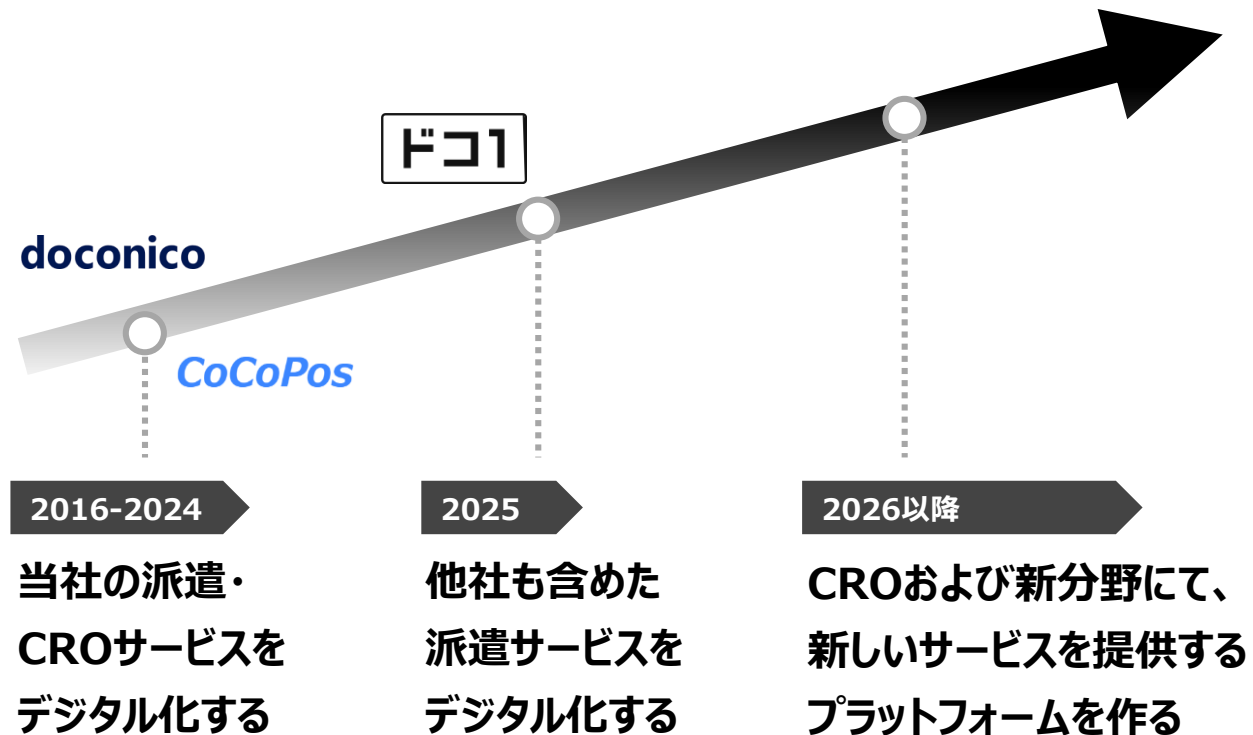 ドコ1
doconico
CoCoPos
2016-2024
当社の派遣・
CROサービスを
デジタル化する
2025
他社も含めた
派遣サービスを
デジタル化する
2026以降
CROおよび新分野にて、
新しいサービスを提供する
プラットフォームを作る